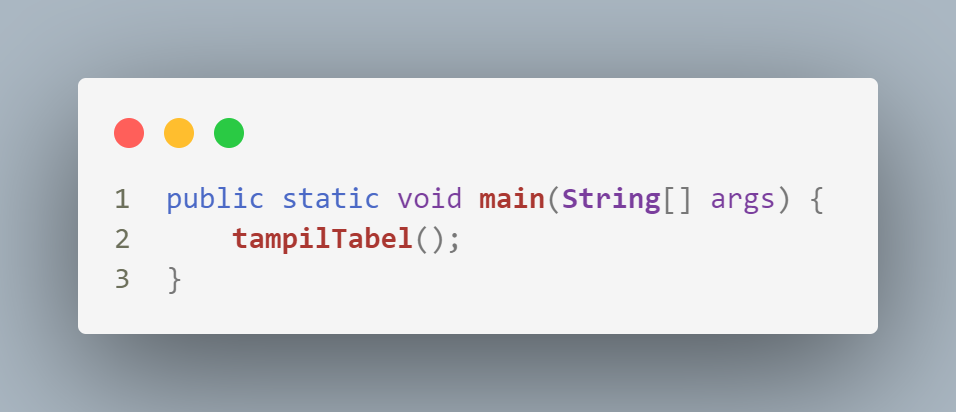 1 public static void main(String[] args) {
2     tampilTabel();
3 }